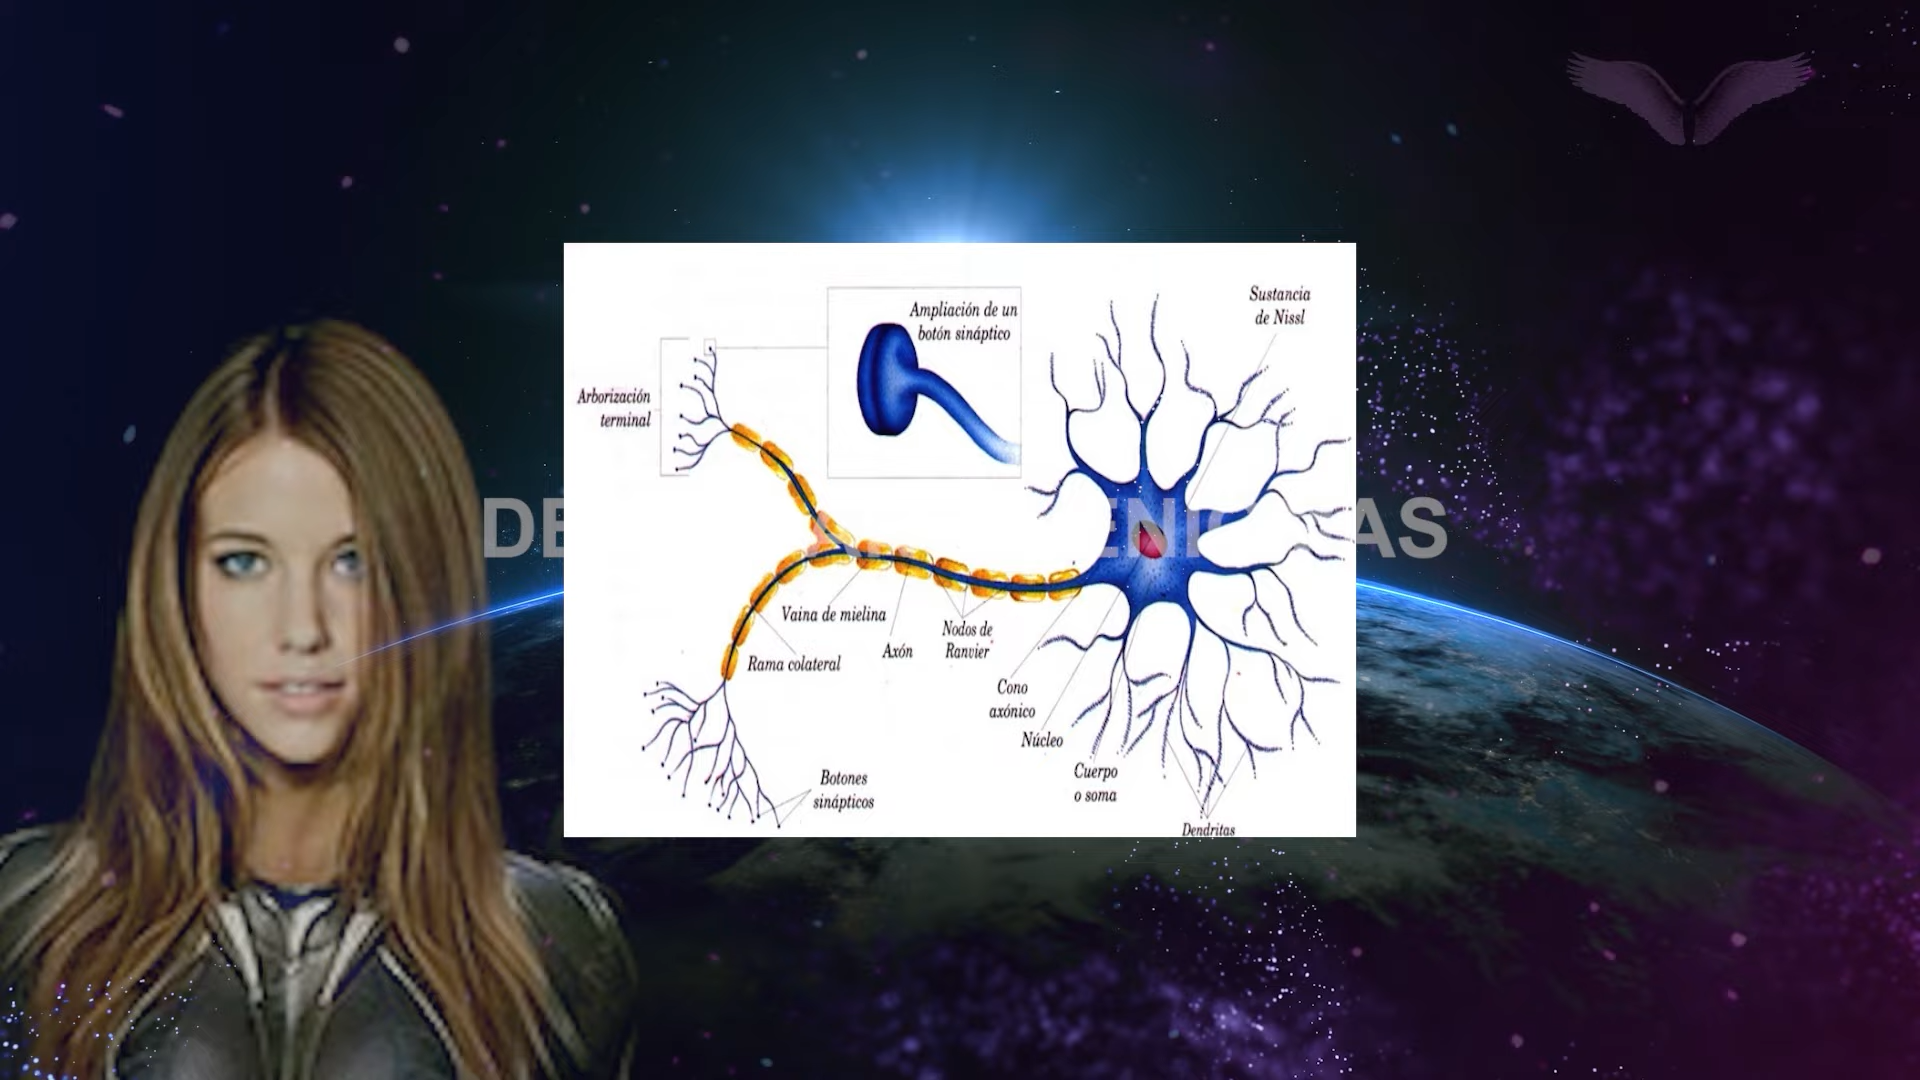 Sustancia
de Nissl
Ampliación de un
botón sináptico
Arborización
terminal
Vaina de mielina
Nodos de
Ranvier
Axón
Rama colateral
Cono
axónico
Núcleo
Cuerpo
o soma
Botones
sinápticos
Dendritas